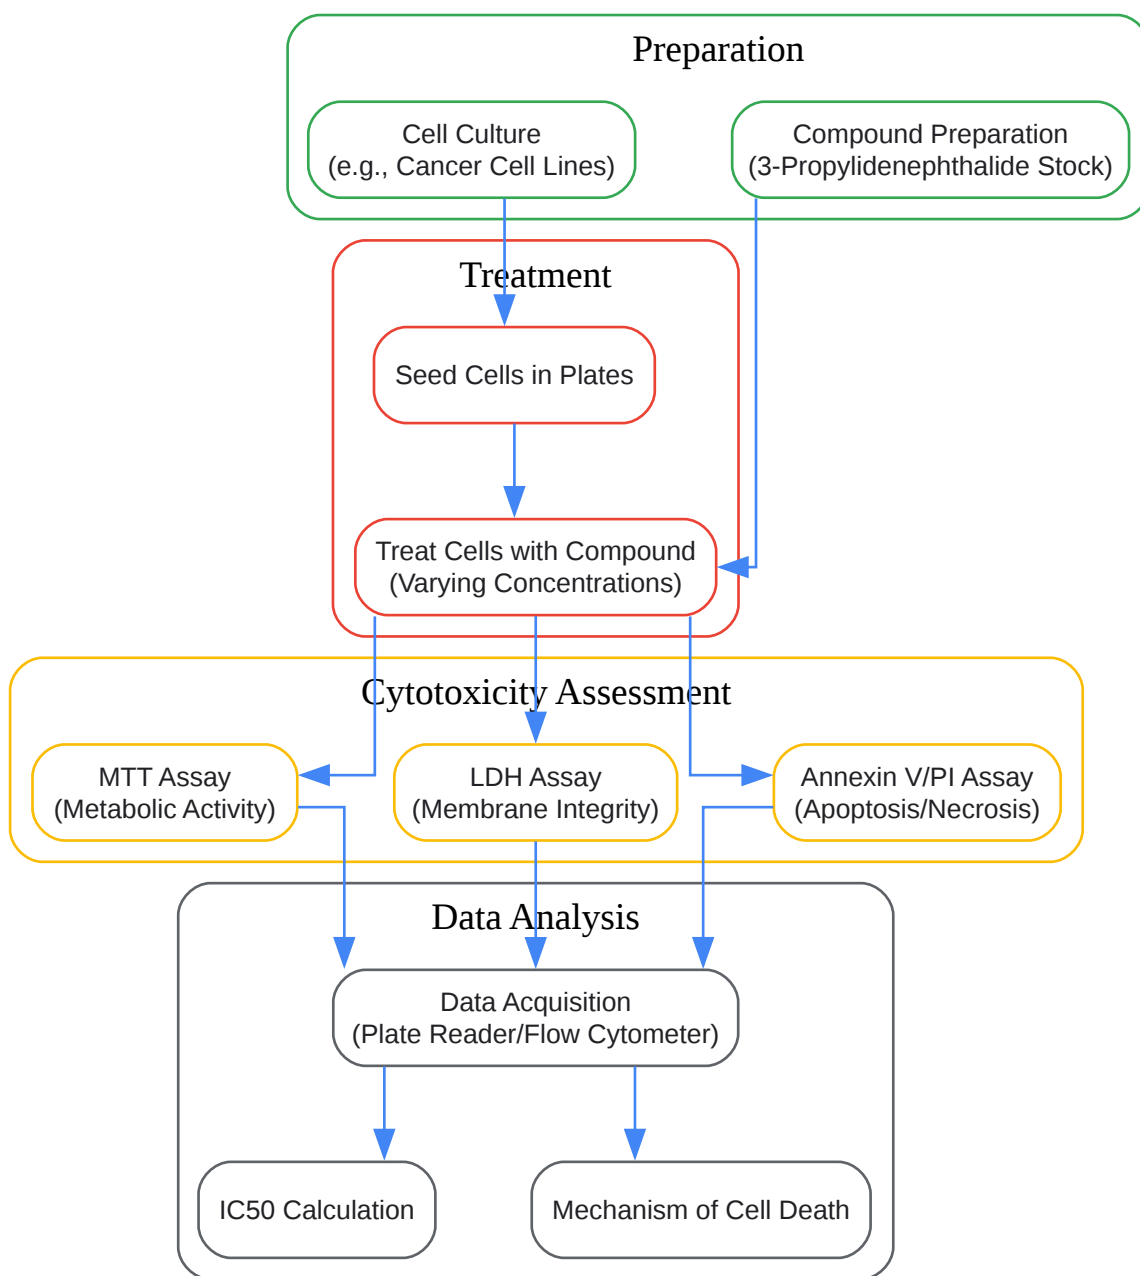 Preparation
Cell Culture
(e.g., Cancer Cell Lines)
Compound Preparation
(3-Propylidenephthalide Stock)
Treatment
Seed Cells in Plates
Treat Cells with Compound
(Varying Concentrations)
Cytotoxicity Assessment
MTT Assay
(Metabolic Activity)
LDH Assay
(Membrane Integrity)
Annexin V/PI Assay
(Apoptosis/Necrosis)
Data Analysis
Data Acquisition
(Plate Reader/Flow Cytometer)
IC50 Calculation
Mechanism of Cell Death